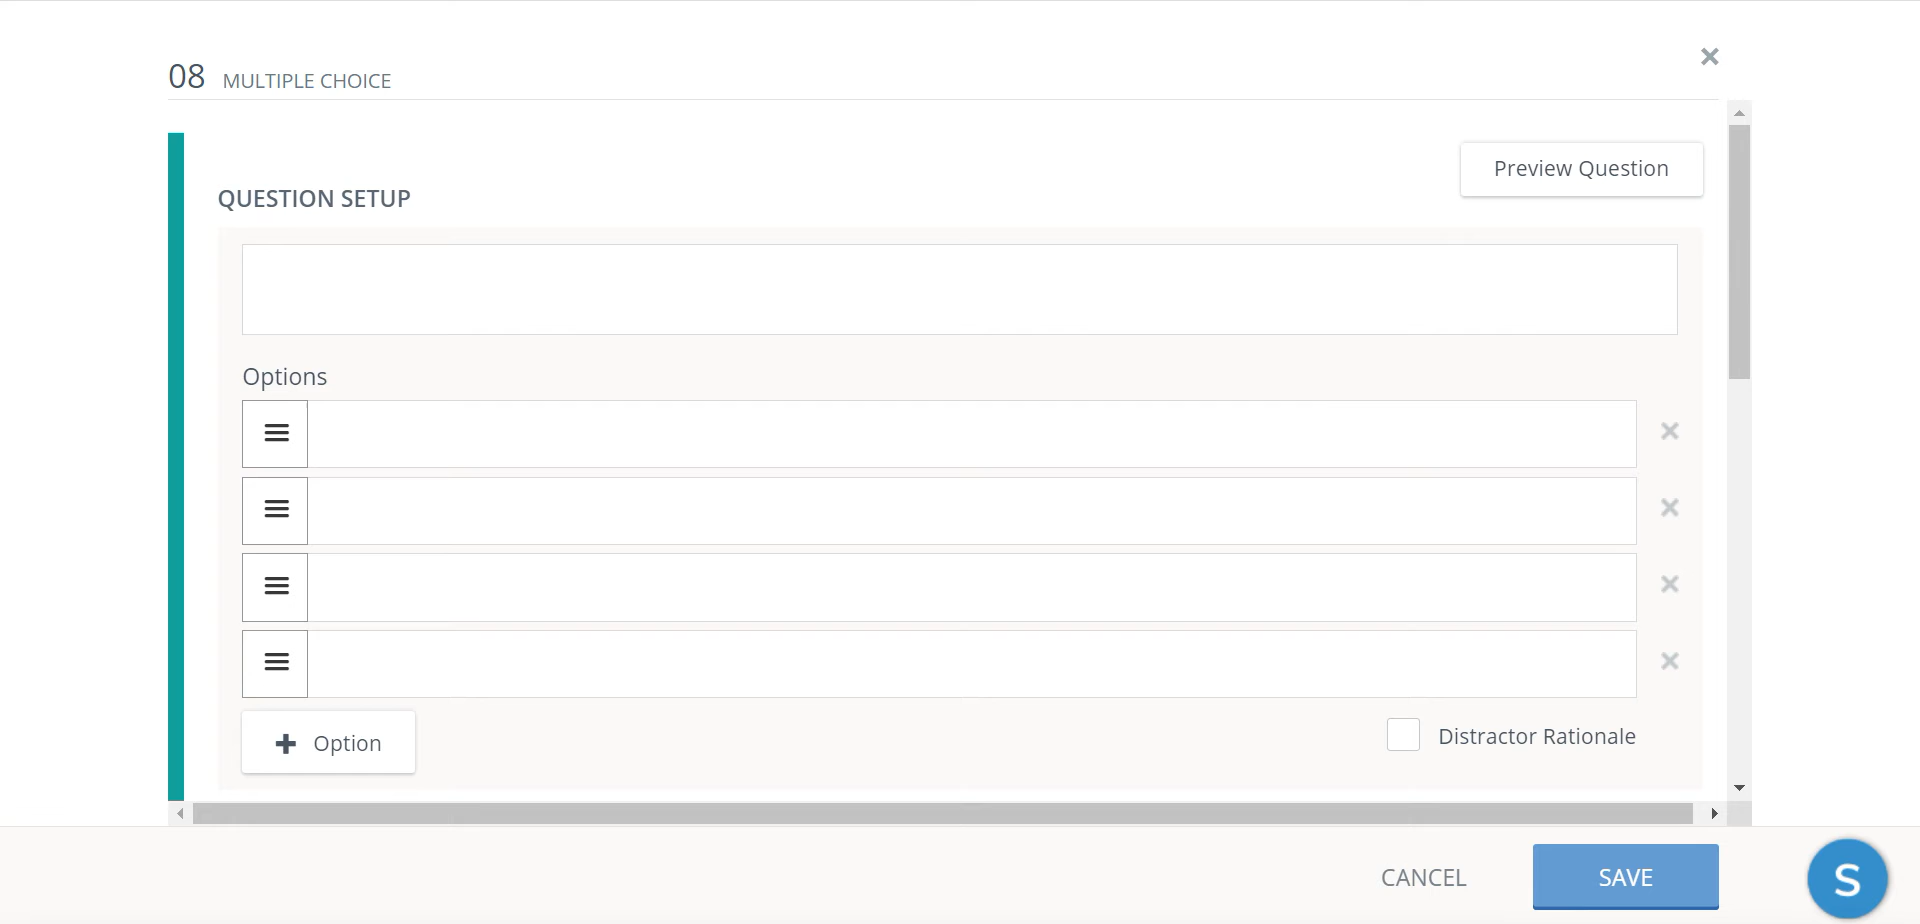 08 MULTIPLE CHOICE
Preview Question
QUESTION SETUP
Options
Option
Distractor Rationale
CANCEL
SAVE
S